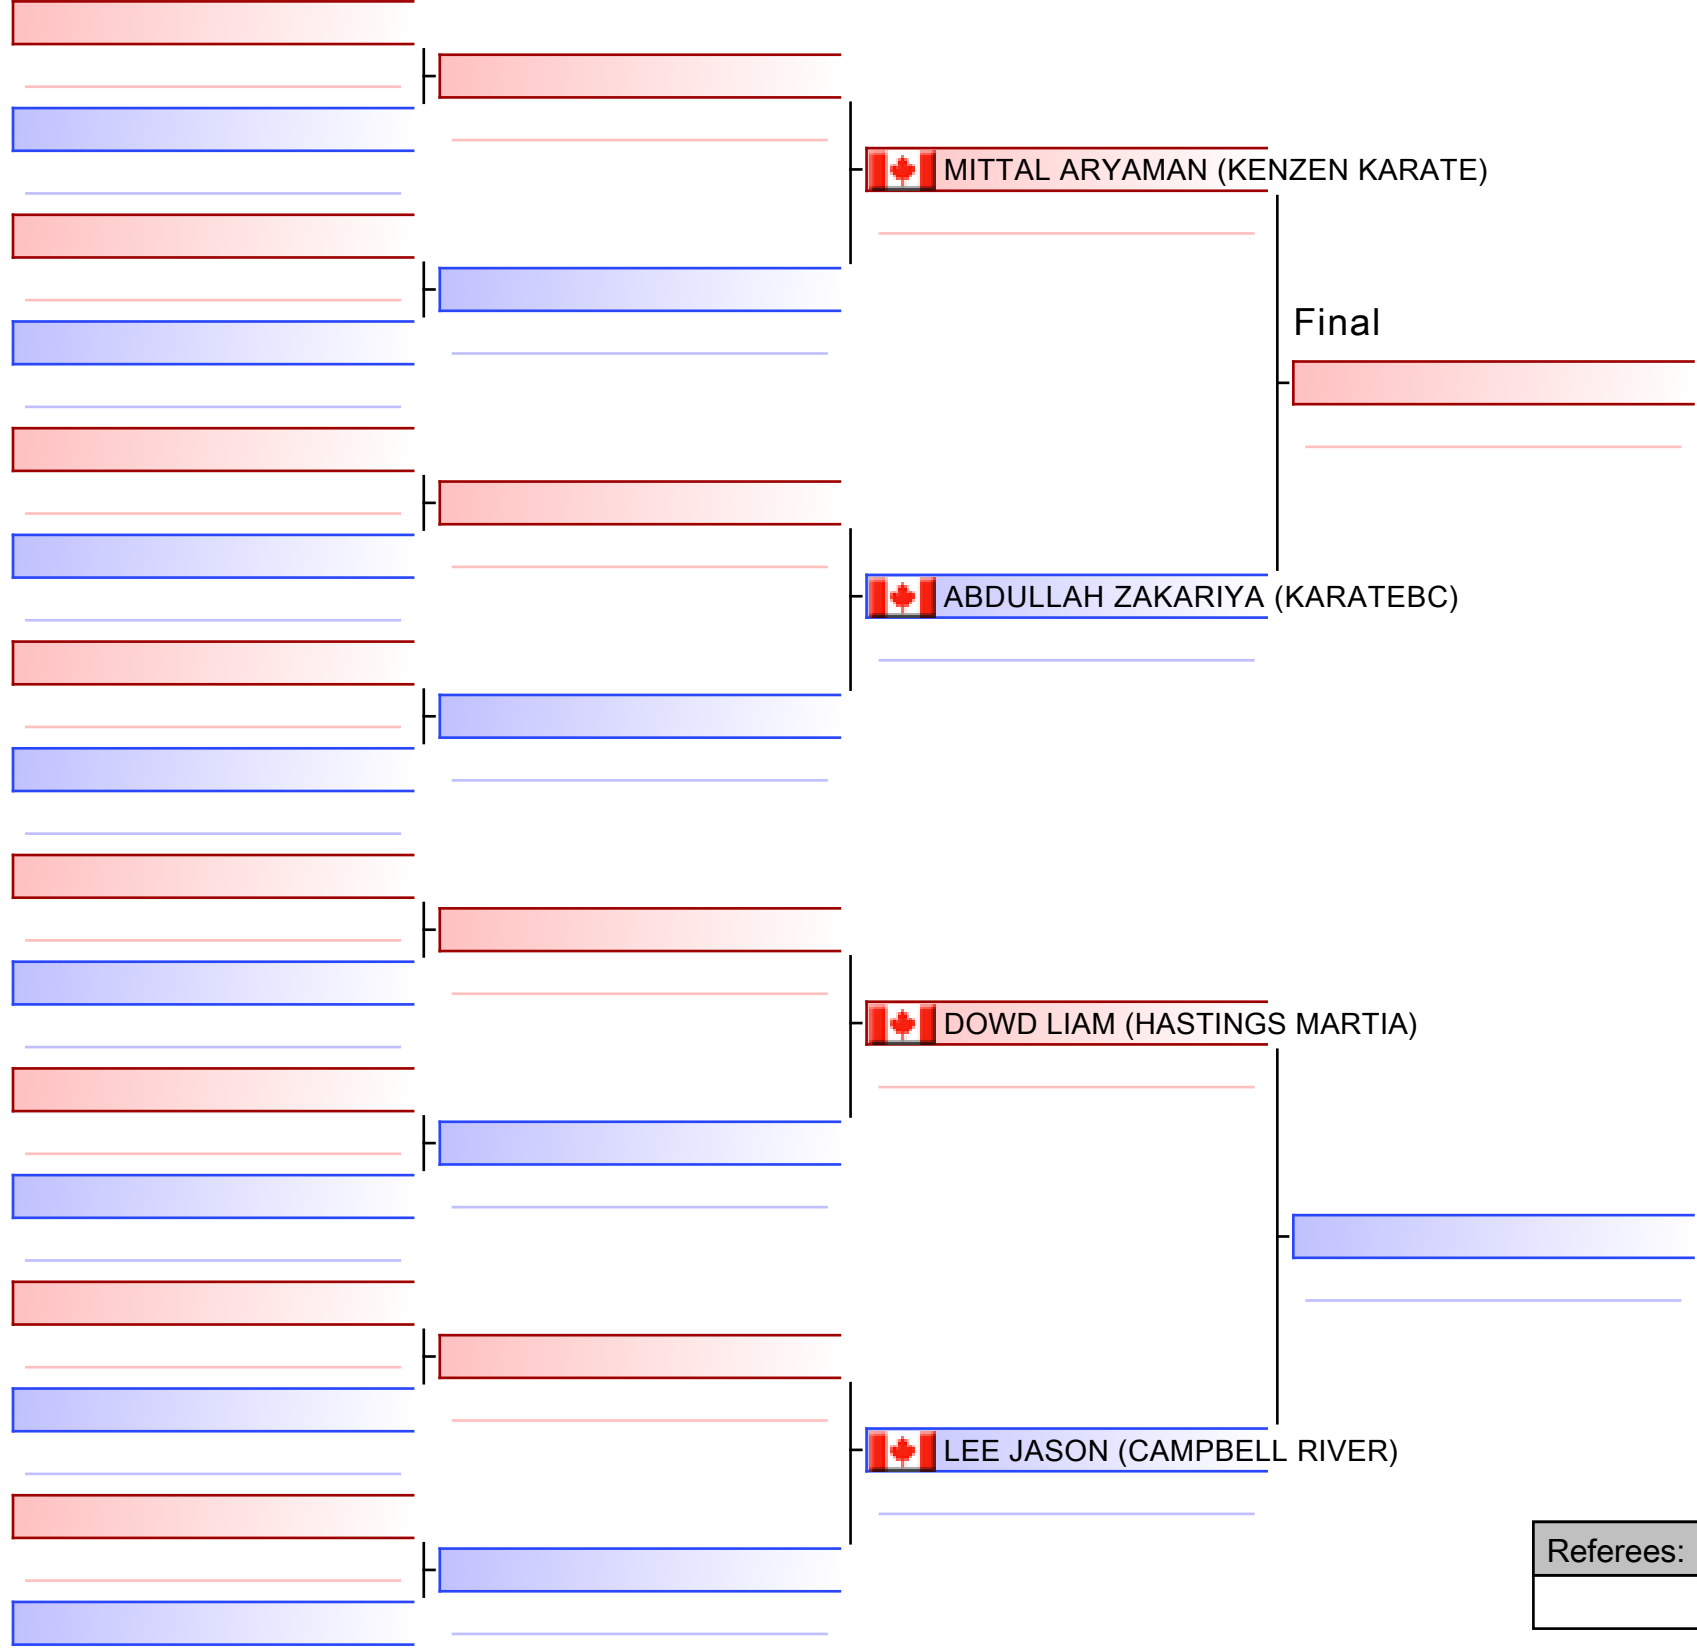 MITTAL ARYAMAN (KENZEN KARATE)
Final
ABDULLAH ZAKARIYA (KARATEBC)
DOWD LIAM (HASTINGS MARTIA)
LEE JASON (CAMPBELL RIVER)
Referees: